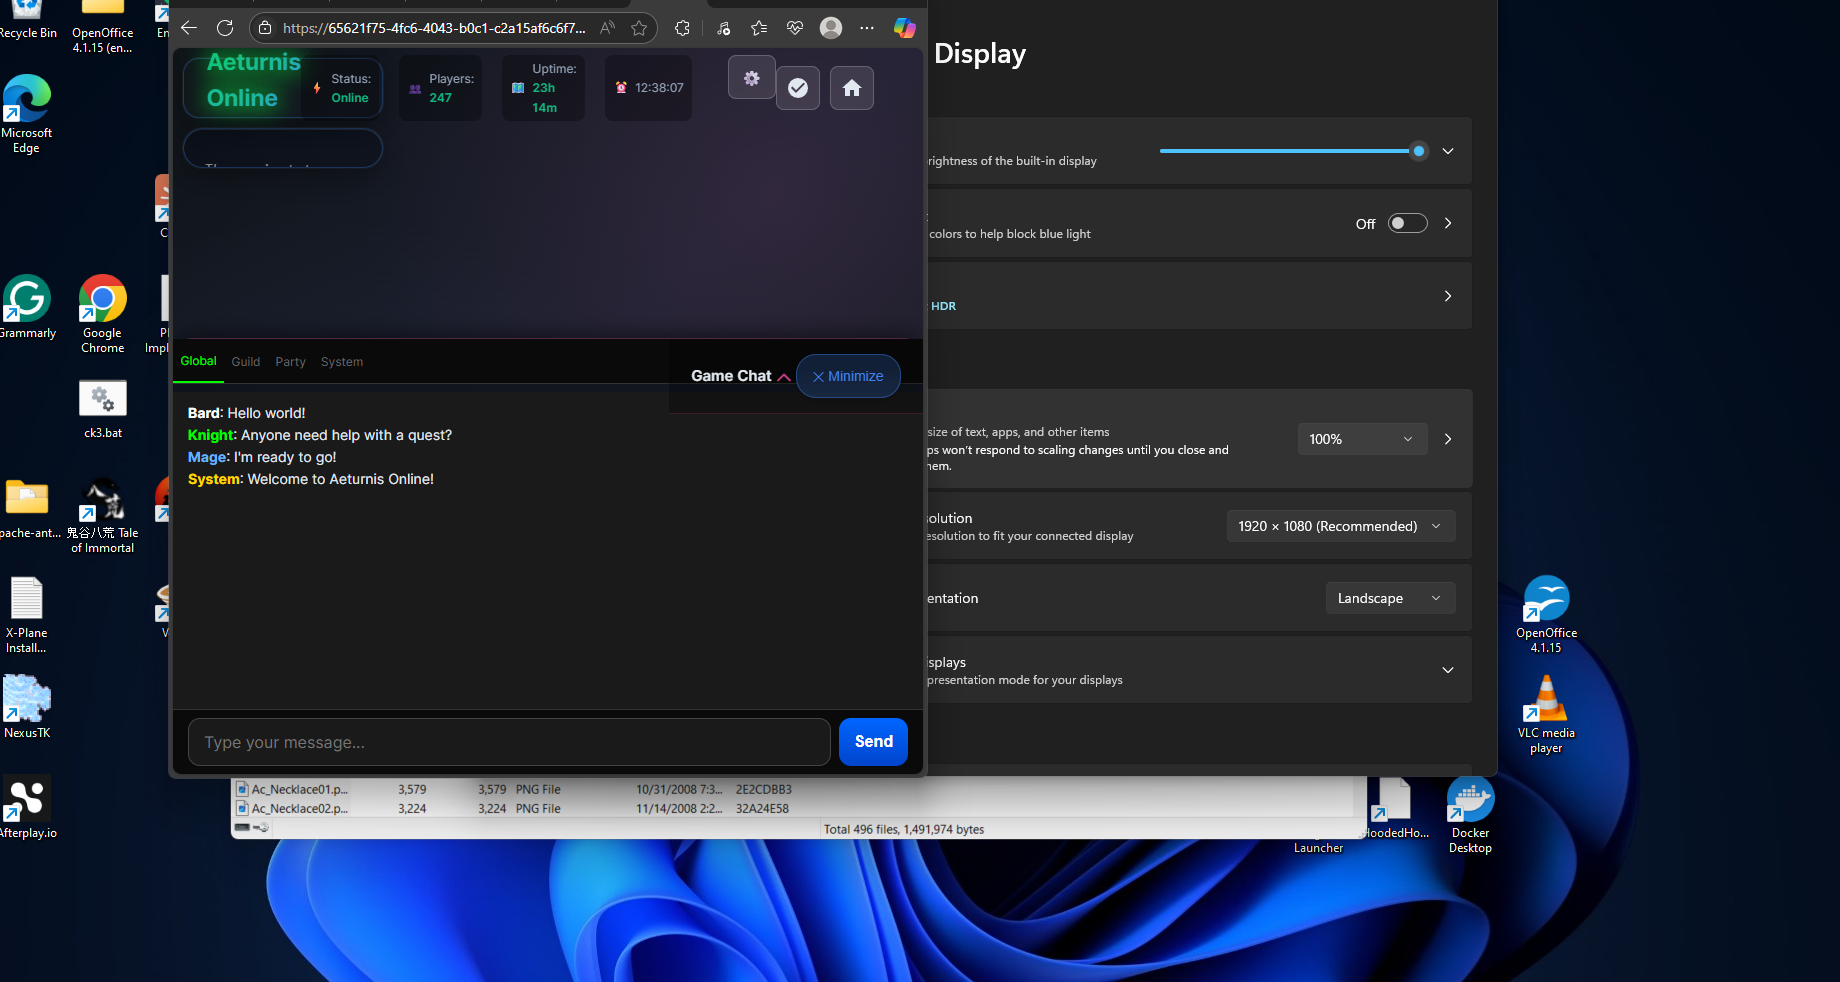 Recycle Bin
OpenOffice
4.1.15 (en...
Microsoft
Edge
Grammarly
Google
Chrome
ck3.bat
pache-ant...
鬼谷八荒 Tale
of Immortal
X-Plane
Install...
NexusTK
Afterplay.io
https://65621f75-4fc6-4043-b0c1-c2a15af6c6f7...
Aeturnis
Online
Status:
Online
Players:
247
Uptime:
23h
14m
12:38:07
Global
Guild
Party
System
Game Chat
Minimize
Bard: Hello world!
Knight: Anyone need help with a quest?
Mage: I'm ready to go!
System: Welcome to Aeturnis Online!
Type your message...
Send
Display
rightness of the built-in display
colors to help block blue light
Off
HDR
size of text, apps, and other items
ps won't respond to scaling changes until you close and
hem.
100%
solution
esolution to fit your connected display
1920 × 1080 (Recommended)
entation
Landscape
isplays
presentation mode for your displays
Ac_Necklace01.p... 3,579 3,579 PNG File 10/31/2008 7:3... 2E2CDBB3
Ac_Necklace02.p... 3,224 3,224 PNG File 11/14/2008 2:2... 32A24E58
Total 496 files, 1,491,974 bytes
OpenOffice
4.1.15
VLC media
player
HoodedHo...
Launcher
Docker
Desktop